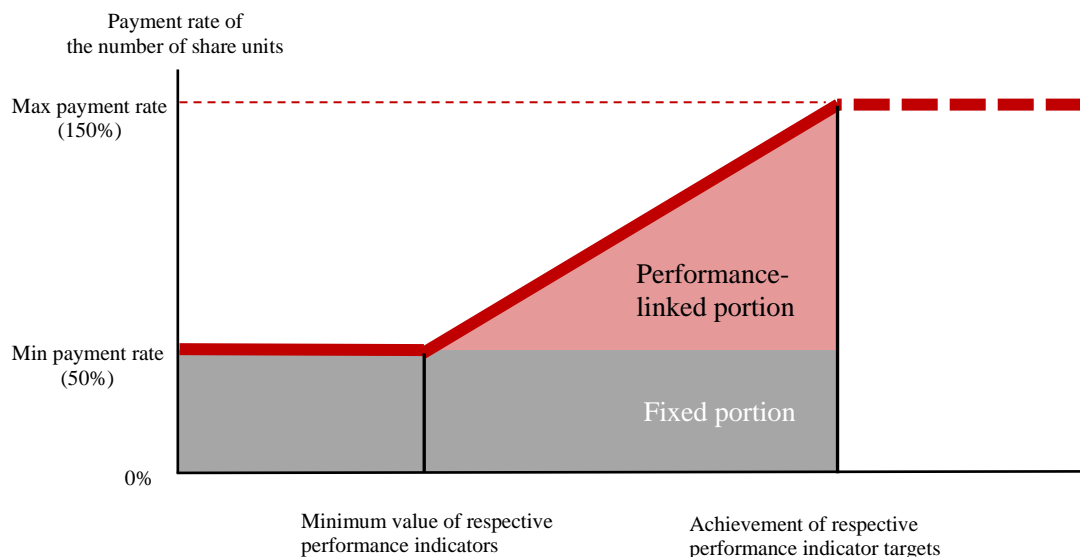 Payment rate of
the number of share units
Max payment rate
(150%)
Performance-
linked portion
Min payment rate
(50%)
Fixed portion
0%
Minimum value of respective
performance indicators
Achievement of respective
performance indicator targets